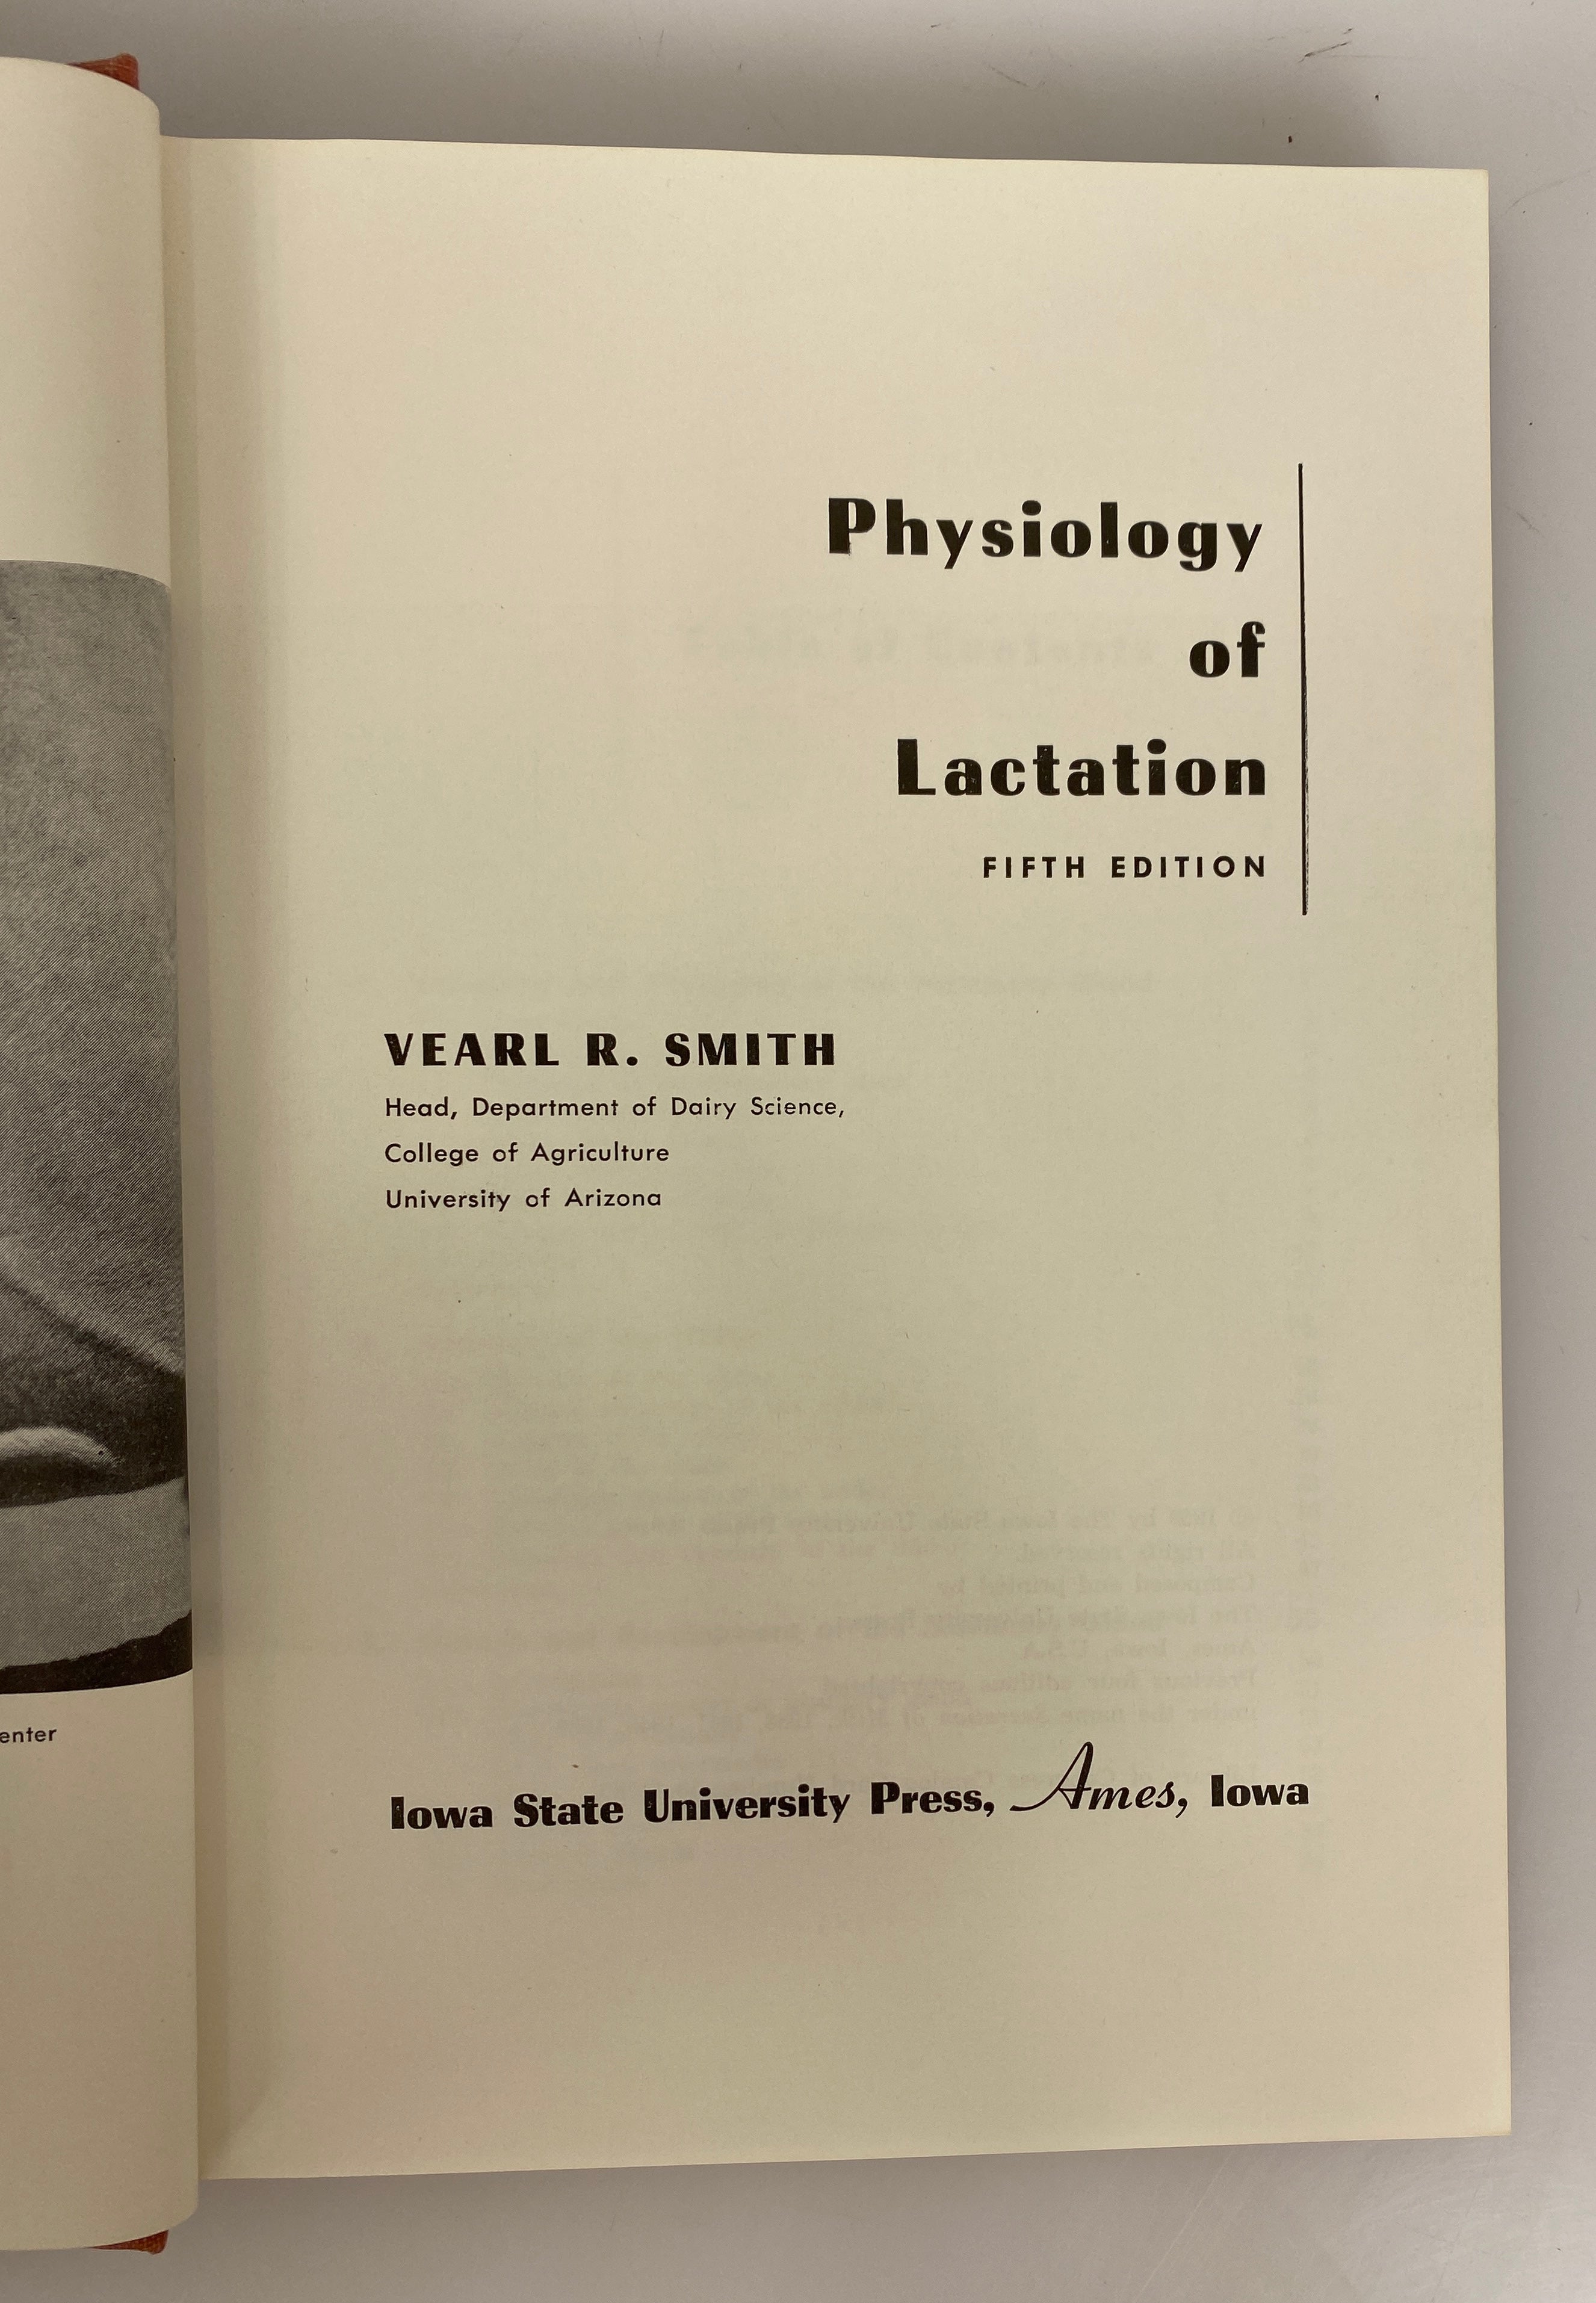 Physiology
of
Lactation
FIFTH EDITION
VEARL R. SMITH
Head, Department of Dairy Science,
College of Agriculture
University of Arizona
enter
Iowa State University Press, Ames, Iowa